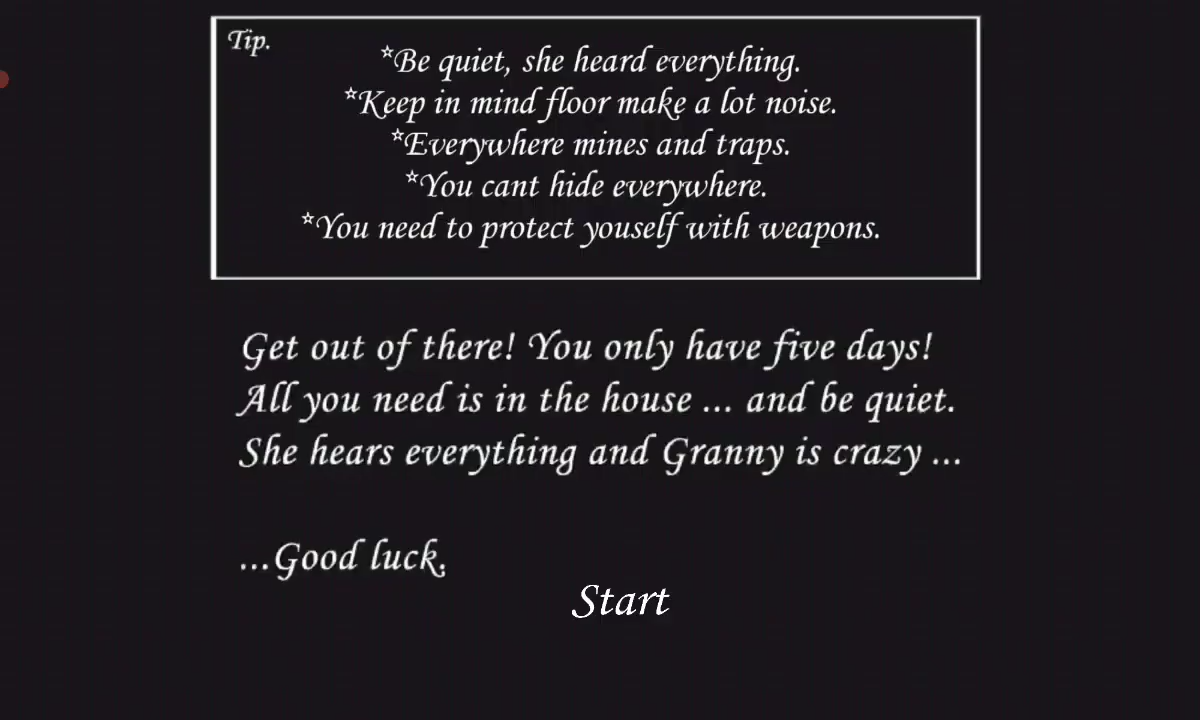 Tip.
*Be quiet, she heard everything.
*Keep in mind floor make a lot noise.
*Everywhere mines and traps.
*You cant hide everywhere.
*You need to protect youself with weapons.
Get out of there! You only have five days!
All you need is in the house ... and be quiet.
She hears everything and Granny is crazy ...
...Good luck.
Start